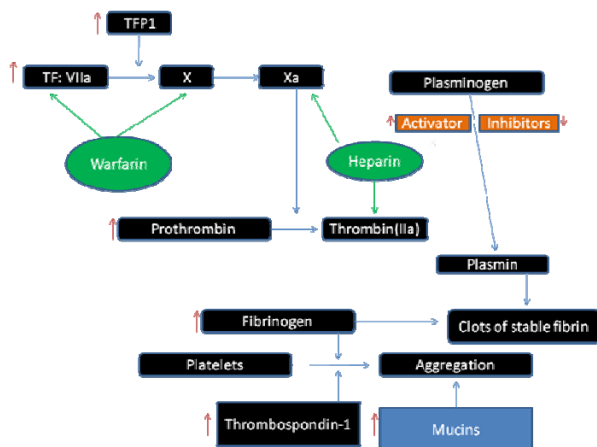 TFP1
TF: VIIa
X
Xa
Plasminogen
Activator
Inhibitors
Warfarin
Heparin
Prothrombin
Thrombin(IIa)
Plasmin
Fibrinogen
Clots of stable fibrin
Platelets
Aggregation
Thrombospondin-1
Mucins